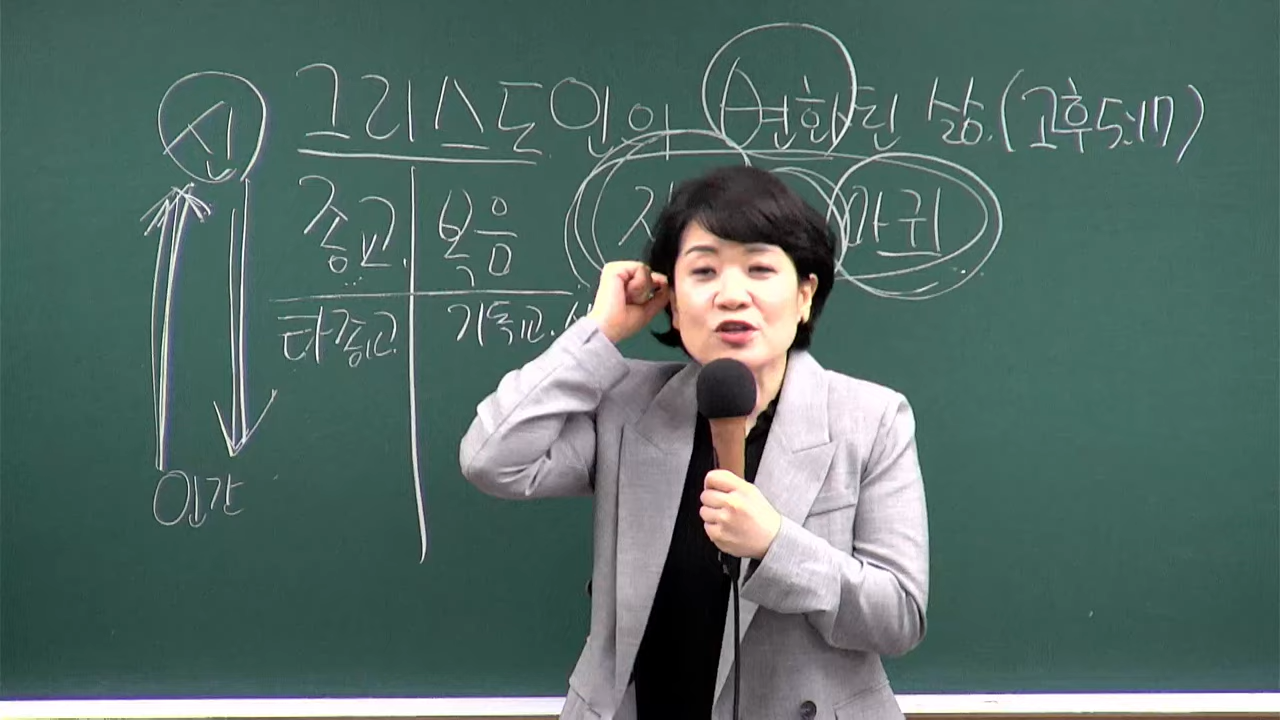 신
그리스도인의 변화된 삶.(고후5:17)
종교 복음 마귀
타종교 기독교.
인간